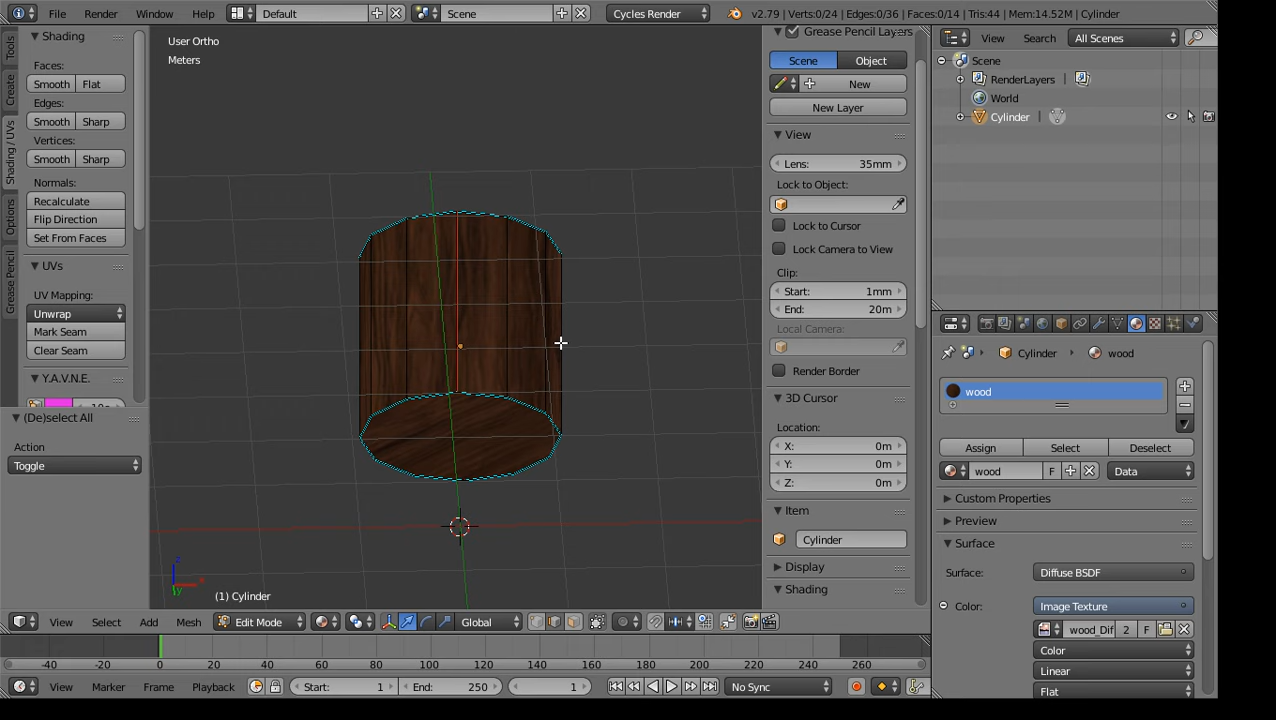 File Render Window Help Default Scene Cycles Render v2.79 | Verts:0/24 | Edges:0/36 | Faces:0/14 | Tris:44 | Mem:14.52M | Cylinder
Tools
Create
Shading / UVs
Options
Grease Pencil
Shading
Faces:
Smooth Flat
Edges:
Smooth Sharp
Vertices:
Smooth Sharp
Normals:
Recalculate
Flip Direction
Set From Faces
UVs
UV Mapping:
Unwrap
Mark Seam
Clear Seam
Y.A.V.N.E.
(De)select All
Action
Toggle
User Ortho
Meters
z
x
y
(1) Cylinder
Grease Pencil Layers
Scene Object
New
New Layer
View
Lens: 35mm
Lock to Object:
Lock to Cursor
Lock Camera to View
Clip:
Start: 1mm
End: 20m
Local Camera:
Render Border
3D Cursor
Location:
X: 0m
Y: 0m
Z: 0m
Item
Cylinder
Display
Shading
View Search All Scenes
Scene
RenderLayers |
World
Cylinder |
Cylinder wood
wood
Assign Select Deselect
wood F Data
Custom Properties
Preview
Surface
Surface: Diffuse BSDF
Color: Image Texture
wood_Dif 2 F
Color
Linear
Flat
View Select Add Mesh Edit Mode Global
-40 -20 0 20 40 60 80 100 120 140 160 180 200 220 240 260
View Marker Frame Playback Start: 1 End: 250 1 No Sync